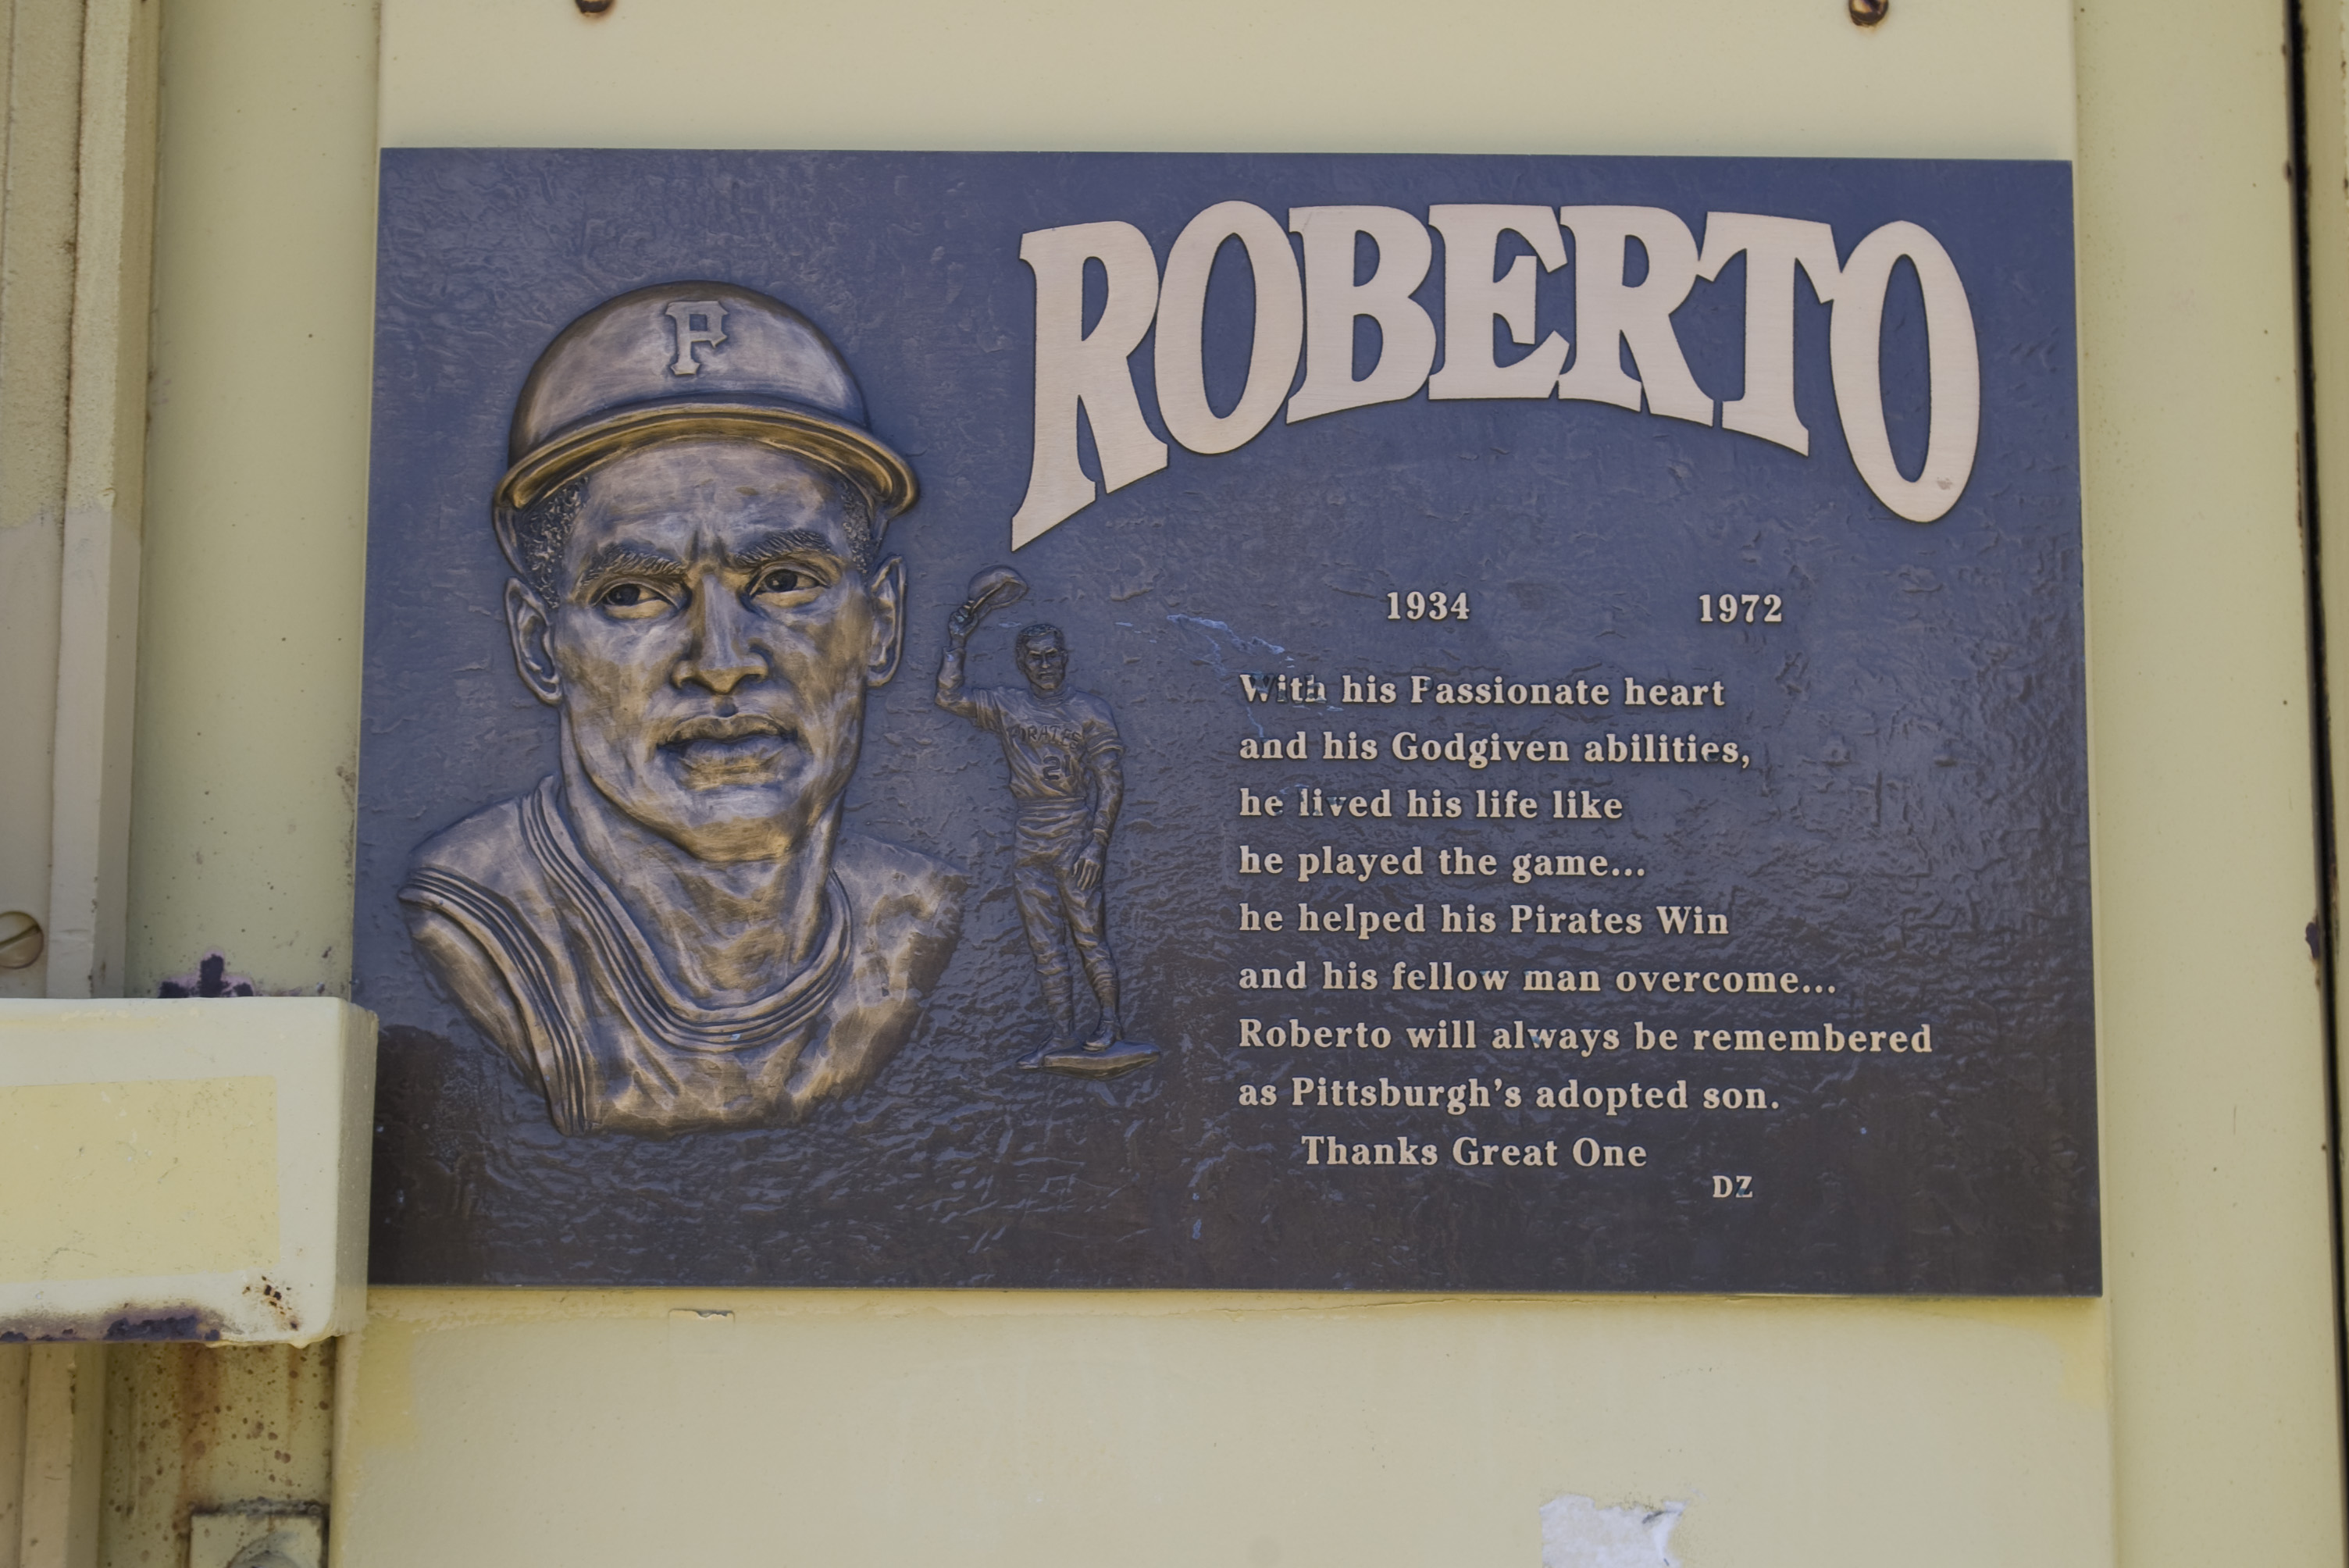 P
ROBERTO
1934 1972
With his Fassionate heart
and his Godgiven abilities,
he lived his life like
he played the game...
he helped his Pirates Win
and his fellow man overcome...
Roberto will always be remembered
as Pittsburgh's adopted son.
Thanks Great One
DZ
PIRATES
21